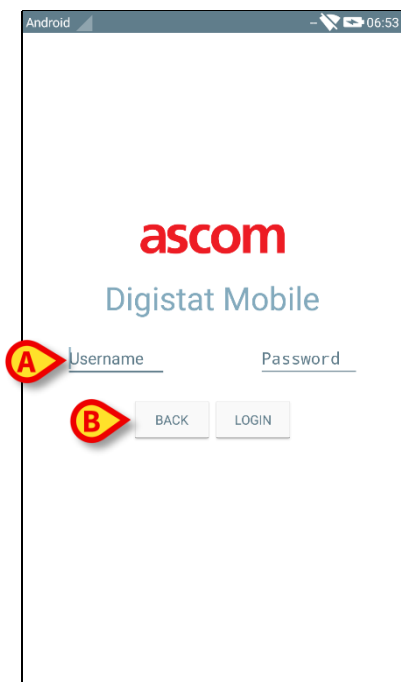 Android – 06:53
ascom
Digistat Mobile
A Username Password
B BACK LOGIN